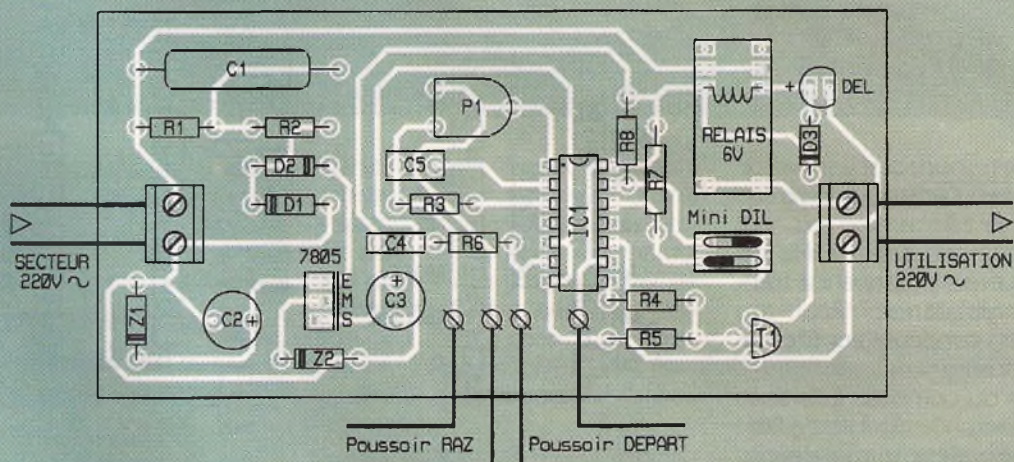 C1
P1
+
DEL
R1
R2
R8
RELAIS
6V
D3
D2
C5
R7
D1
R3
IC1
Mini DIL
SECTEUR
220V ~
7805
C4
R6
UTILISATION
220V ~
E
M
S
C3
+
Z1
C2
+
R4
R5
T1
Z2
Poussoir RAZ
Poussoir DEPART